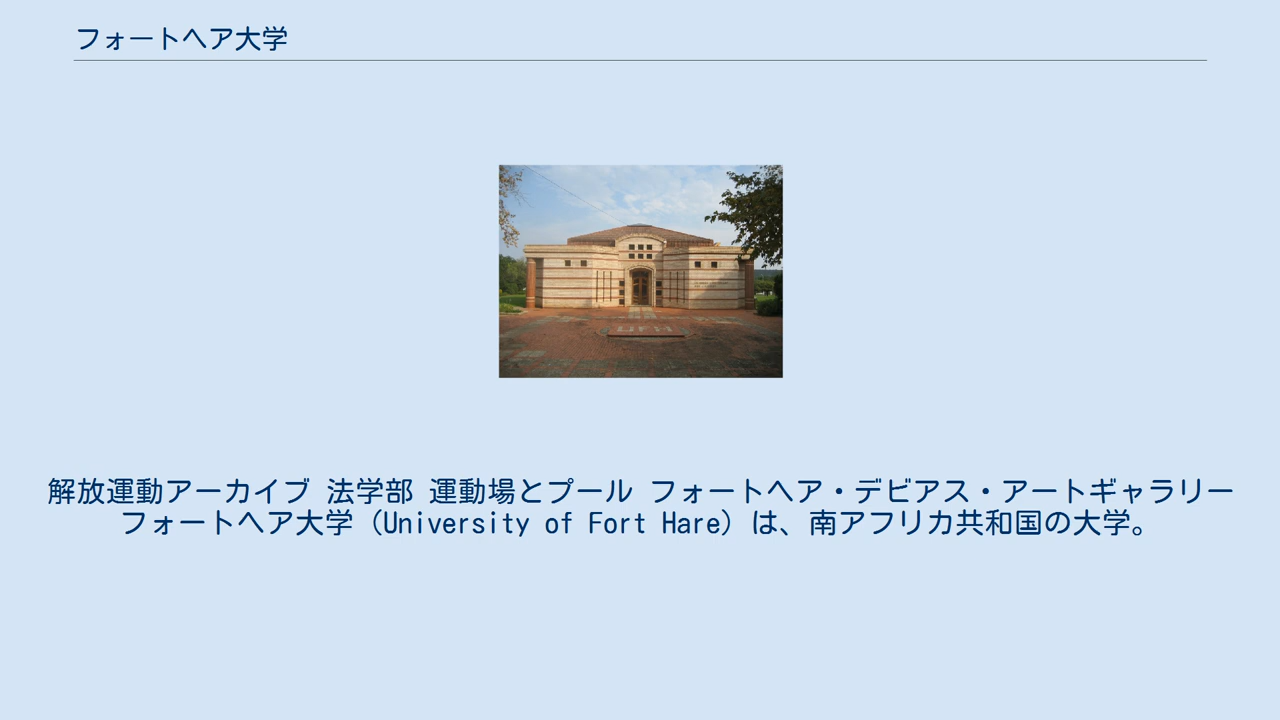 フォートヘア大学
UFH
解放運動アーカイブ 法学部 運動場とプール フォートヘア・デビアス・アートギャラリー
フォートヘア大学（University of Fort Hare）は、南アフリカ共和国の大学。